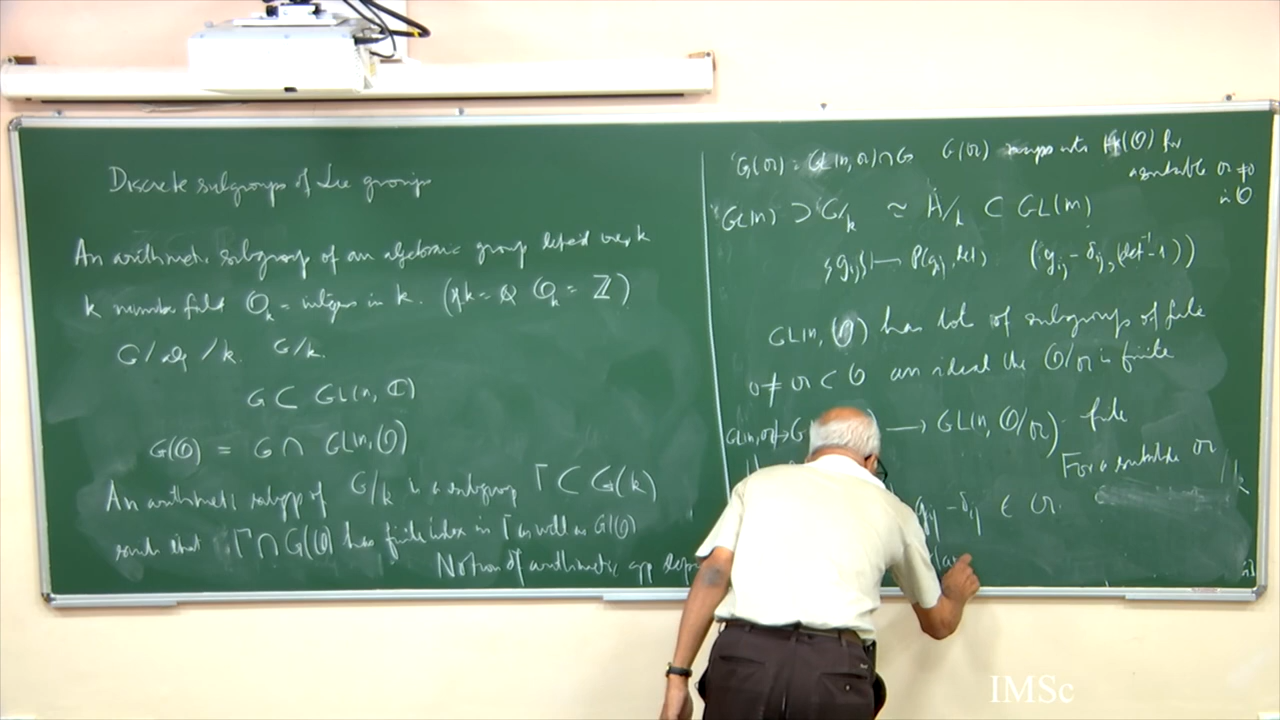 Discrete subgroups of Lie groups
An arithmetic subgroup of an algebraic group defined over k
k number field 𝒪_k = integers in k. (if k = ℚ 𝒪_k = ℤ)
G / k. G/k.
G ⊂ GL(n, ℂ)
G(𝒪) = G ∩ GL(n, 𝒪)
An arithmetic subgp of G/k is a subgroup Γ ⊂ G(k)
such that Γ ∩ G(𝒪) has finite index in Γ as well as G(𝒪)
Notion of arithmetic gp
G(𝔞) = GL(n, 𝔞) ∩ G G(𝔞) maps into H(𝒪) for
a suitable 𝔞 ≠ 0
in 𝒪
GL(n) ⊃ G/k ≃ H/k ⊂ GL(m)
{g_ij} ↦ P(g_ij, det) (g_ij − δ_ij, (det⁻¹ − 1))
GL(n, 𝒪) has lot of subgroups of finite
0 ≠ 𝔞 ⊂ 𝒪 an ideal the 𝒪/𝔞 is finite
GL(n, 𝔞) → G → GL(n, 𝒪/𝔞) finite
For a suitable 𝔞
g_ij − δ_ij ∈ 𝔞.
/k
IMSc